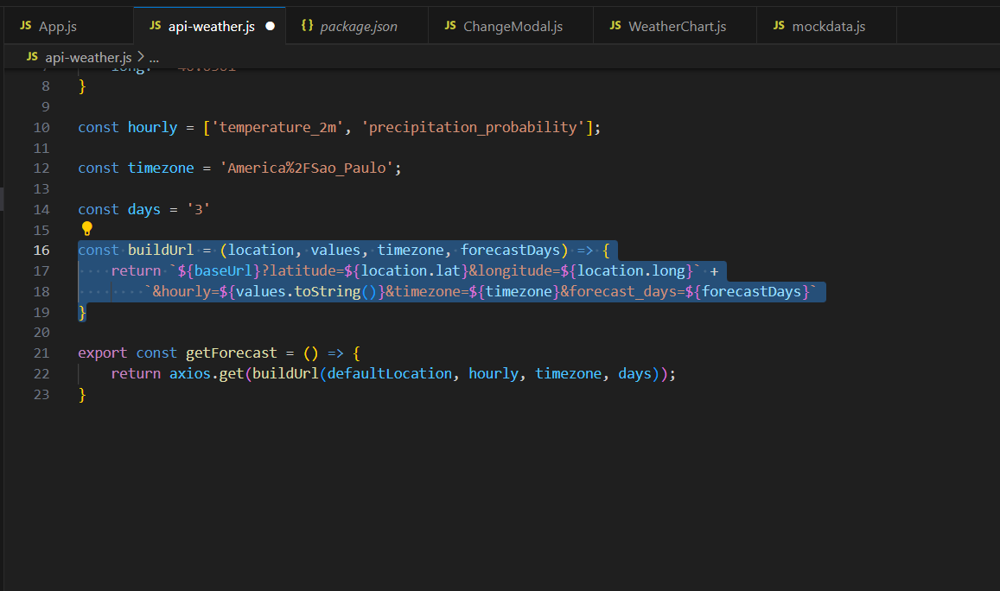 JS App.js
JS api-weather.js
{} package.json
JS ChangeModal.js
JS WeatherChart.js
JS mockdata.js
JS api-weather.js > ...
8 }
9
10 const hourly = ['temperature_2m', 'precipitation_probability'];
11
12 const timezone = 'America%2FSao_Paulo';
13
14 const days = '3'
15
16 const buildUrl = (location, values, timezone, forecastDays) => {
17 return `${baseUrl}?latitude=${location.lat}&longitude=${location.long}` +
18 `&hourly=${values.toString()}&timezone=${timezone}&forecast_days=${forecastDays}`
19 }
20
21 export const getForecast = () => {
22 return axios.get(buildUrl(defaultLocation, hourly, timezone, days));
23 }